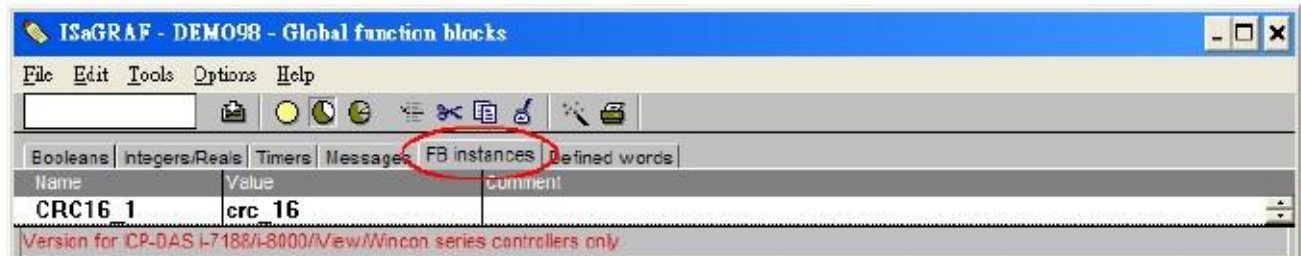 ISaGRAF - DEMO98 - Global function blocks
File Edit Tools Options Help
Booleans Integers/Reals Timers Messages FB instances Defined words
Name Value Comment
CRC16_1 crc_16
Version for ICP-DAS i-7188/i-8000/iView/Wincon series controllers only